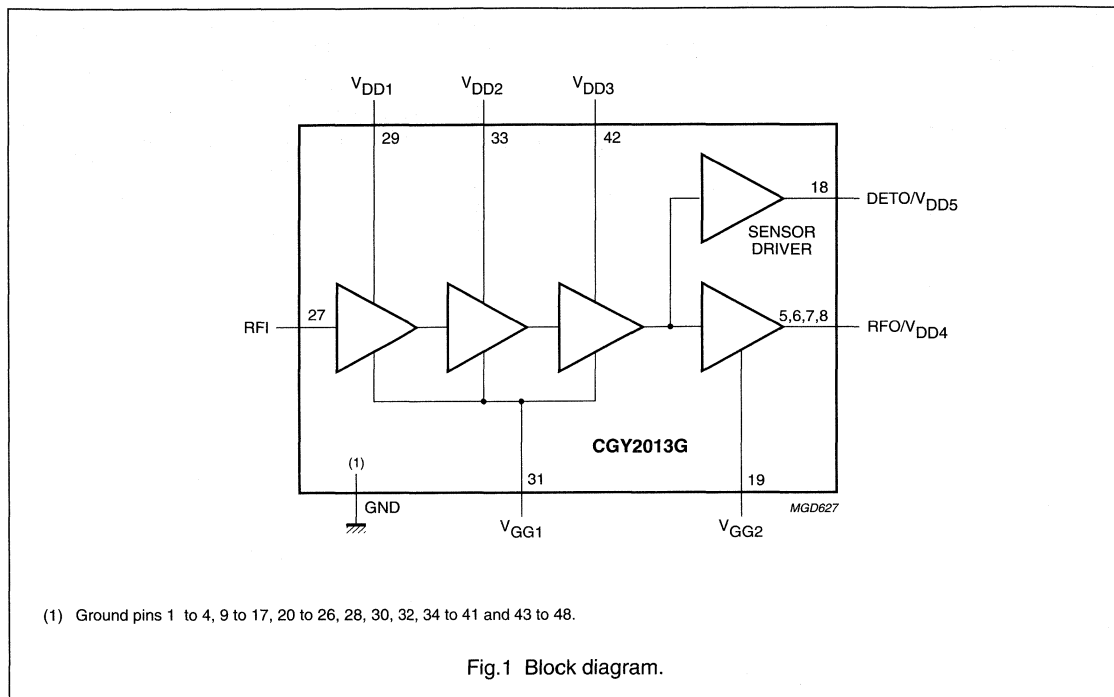 VDD1 VDD2 VDD3
29 33 42
18 DETO/VDD5
SENSOR
DRIVER
RFI 27 5,6,7,8 RFO/VDD4
CGY2013G
(1) 31 19
GND MGD627
VGG1 VGG2
(1) Ground pins 1 to 4, 9 to 17, 20 to 26, 28, 30, 32, 34 to 41 and 43 to 48.
Fig.1 Block diagram.